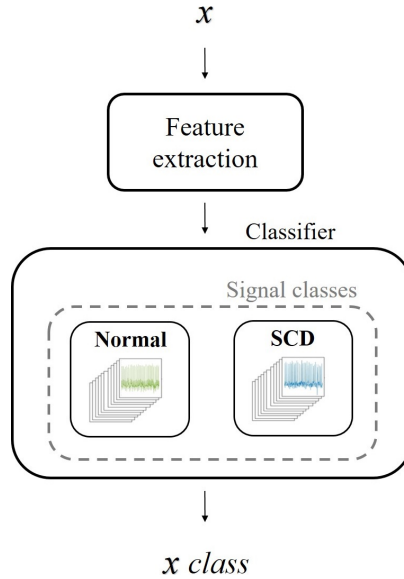 x
Feature
extraction
Classifier
Signal classes
Normal
SCD
x class